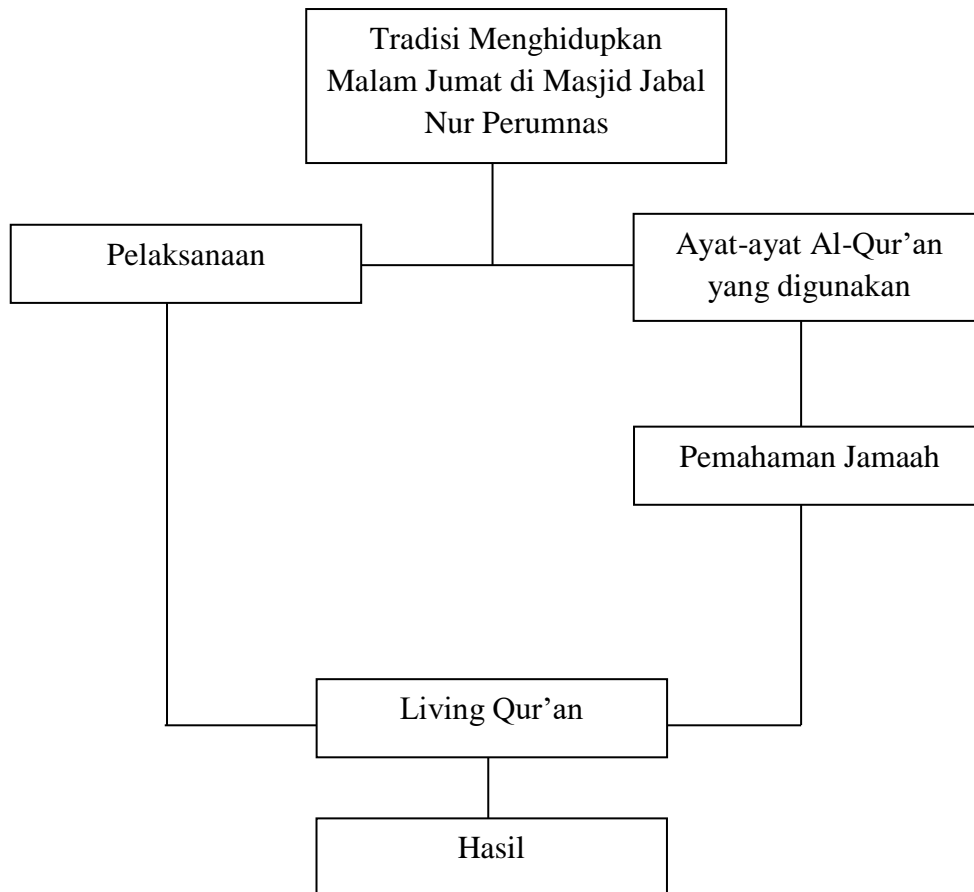 Tradisi Menghidupkan
Malam Jumat di Masjid Jabal
Nur Perumnas
Pelaksanaan
Ayat-ayat Al-Qur’an
yang digunakan
Pemahaman Jamaah
Living Qur’an
Hasil